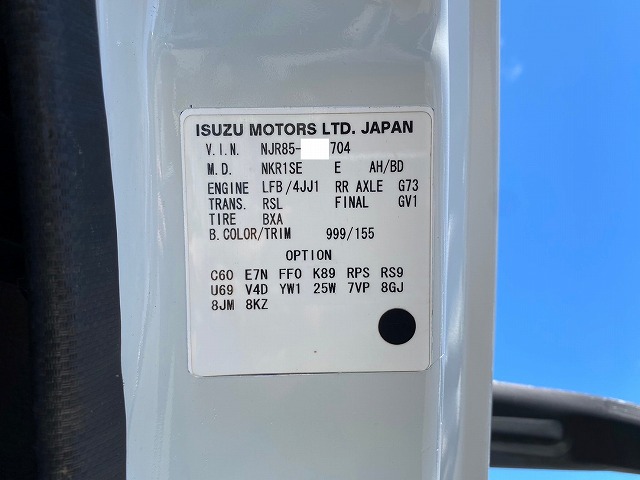 ISUZU MOTORS LTD. JAPAN
V.I.N. NJR85- 704
M.D. NKR1SE E AH/BD
ENGINE LFB/4JJ1 RR AXLE G73
TRANS. RSL FINAL GV1
TIRE BXA
B.COLOR/TRIM 999/155
OPTION
C60 E7N FF0 K89 RPS RS9
U69 V4D YW1 25W 7VP 8GJ
8JM 8KZ